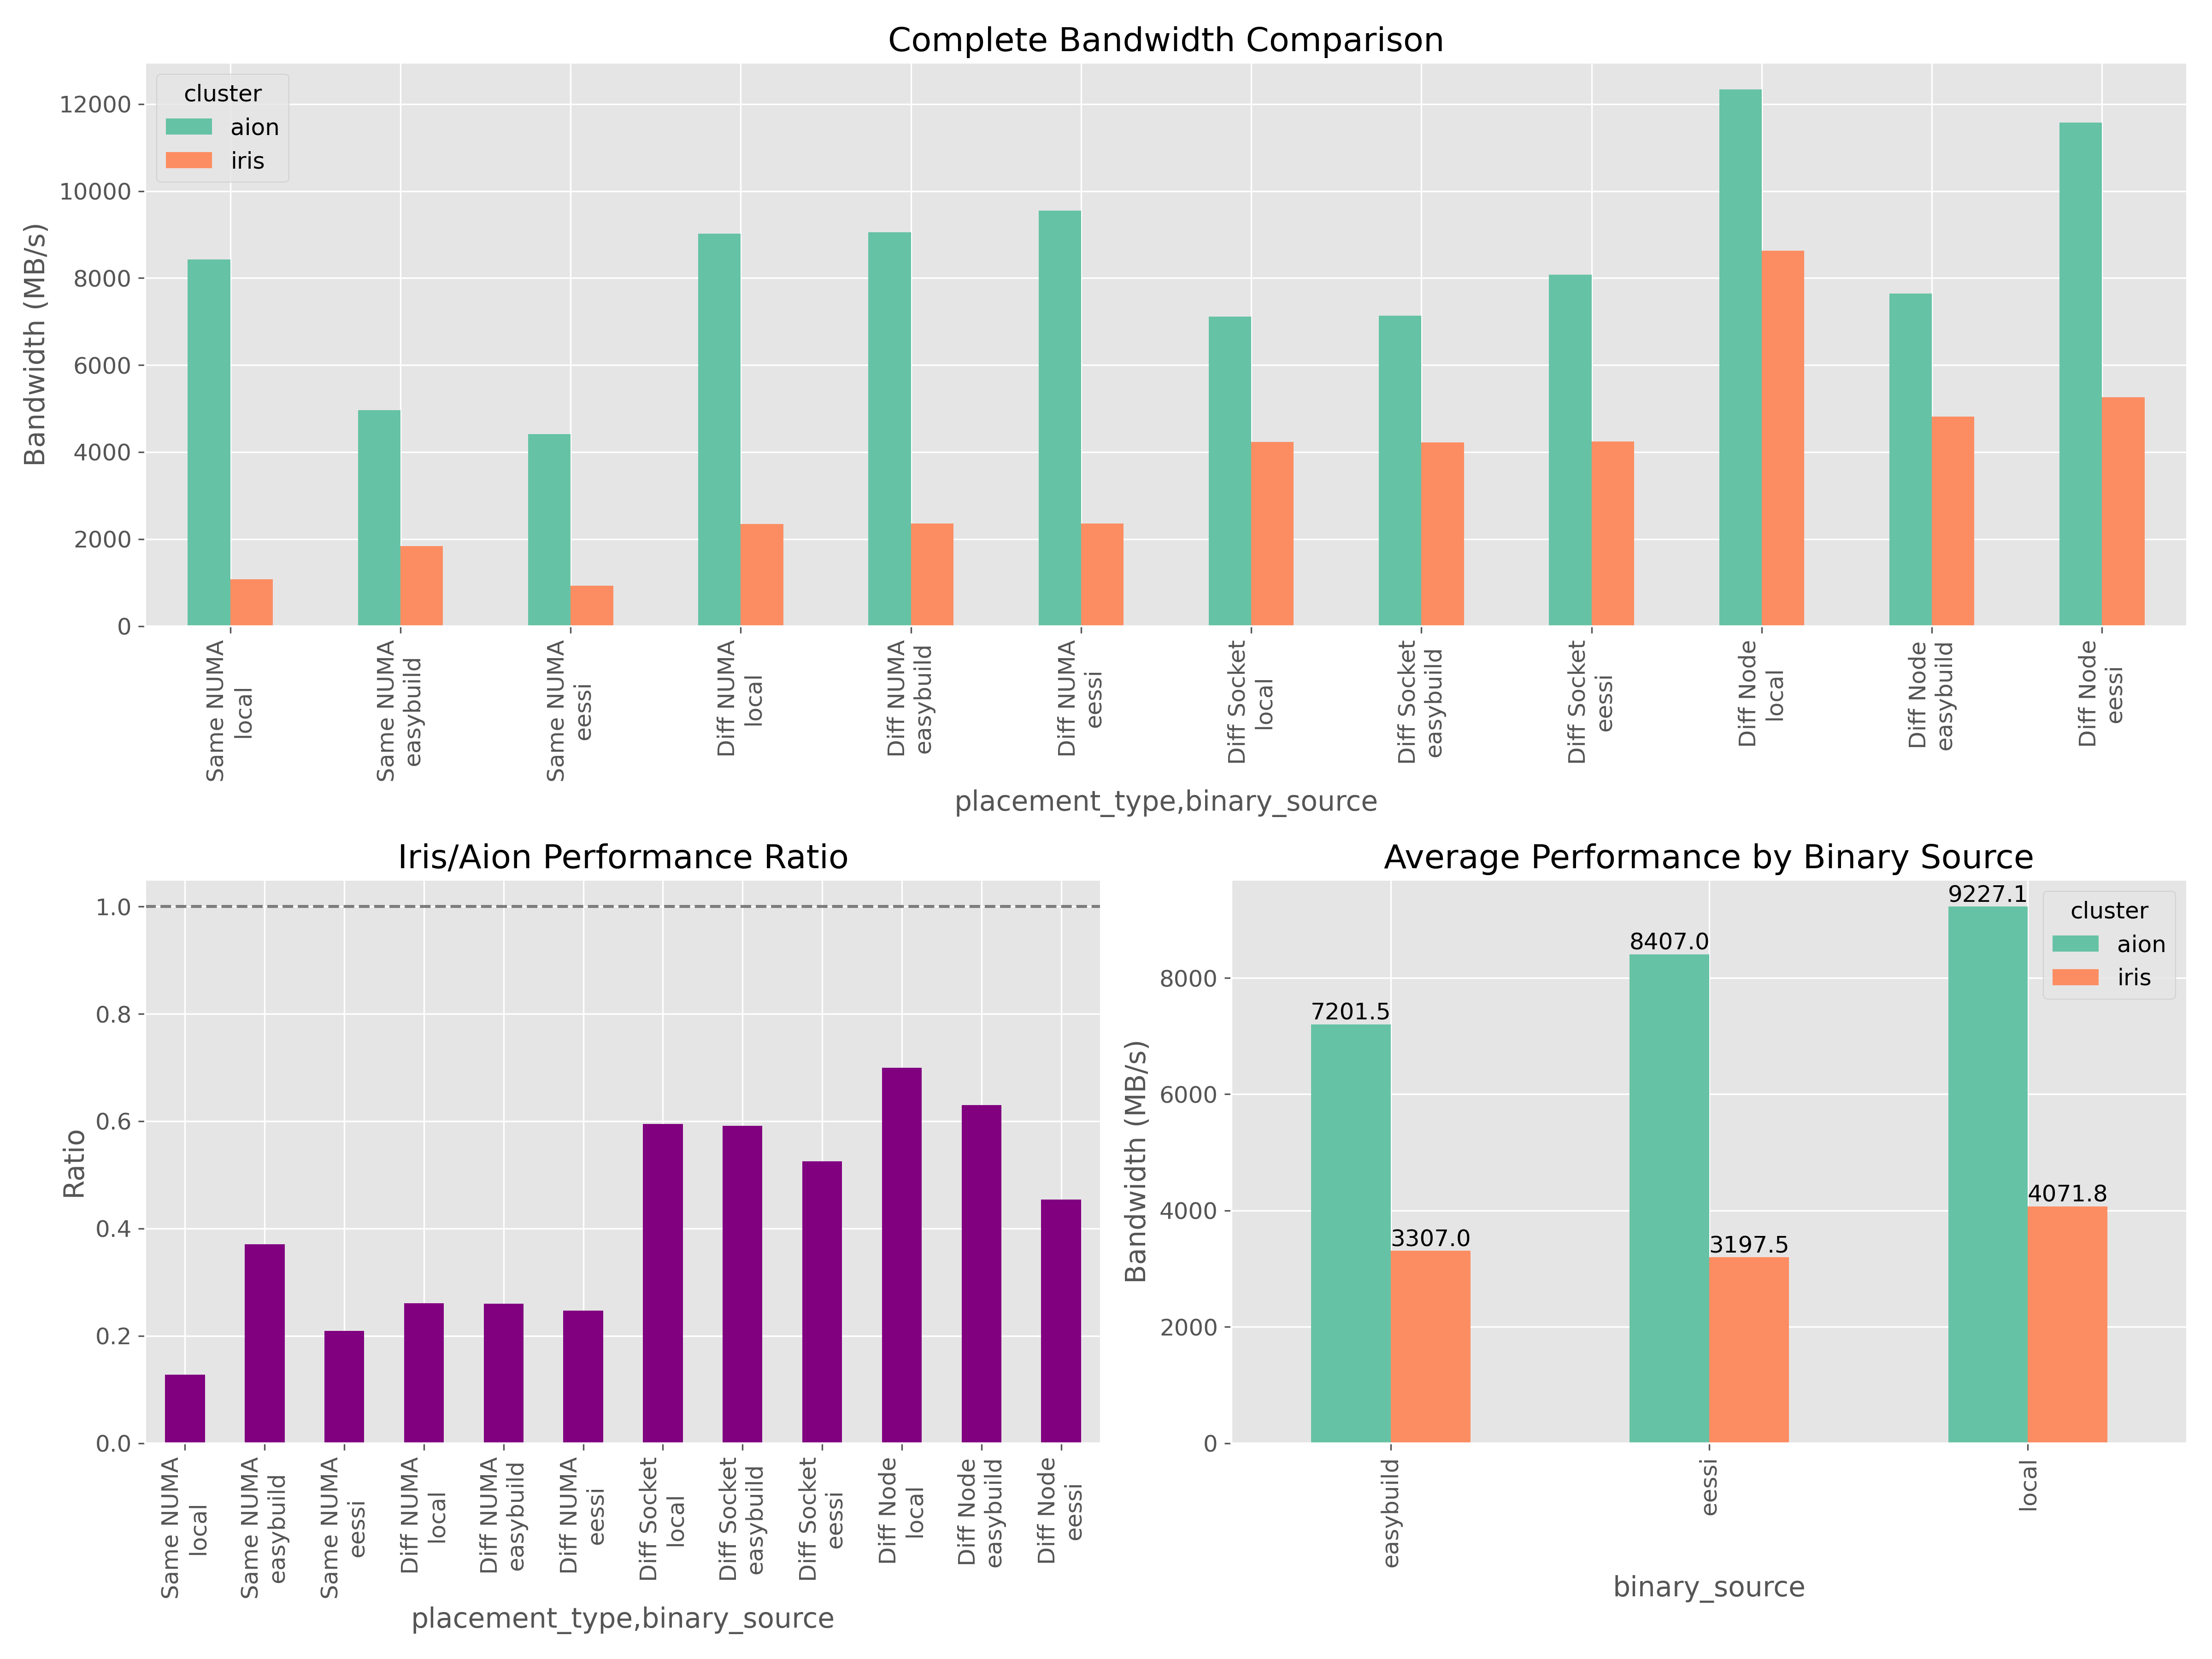 Complete Bandwidth Comparison
cluster
aion
iris
Bandwidth (MB/s)
12000
10000
8000
6000
4000
2000
0
Same NUMA
local
Same NUMA
easybuild
Same NUMA
eessi
Diff NUMA
local
Diff NUMA
easybuild
Diff NUMA
eessi
Diff Socket
local
Diff Socket
easybuild
Diff Socket
eessi
Diff Node
local
Diff Node
easybuild
Diff Node
eessi
placement_type,binary_source
Iris/Aion Performance Ratio
Ratio
1.0
0.8
0.6
0.4
0.2
0.0
Same NUMA
local
Same NUMA
easybuild
Same NUMA
eessi
Diff NUMA
local
Diff NUMA
easybuild
Diff NUMA
eessi
Diff Socket
local
Diff Socket
easybuild
Diff Socket
eessi
Diff Node
local
Diff Node
easybuild
Diff Node
eessi
placement_type,binary_source
Average Performance by Binary Source
cluster
aion
iris
Bandwidth (MB/s)
8000
6000
4000
2000
0
7201.5
3307.0
8407.0
3197.5
9227.1
4071.8
easybuild
eessi
local
binary_source